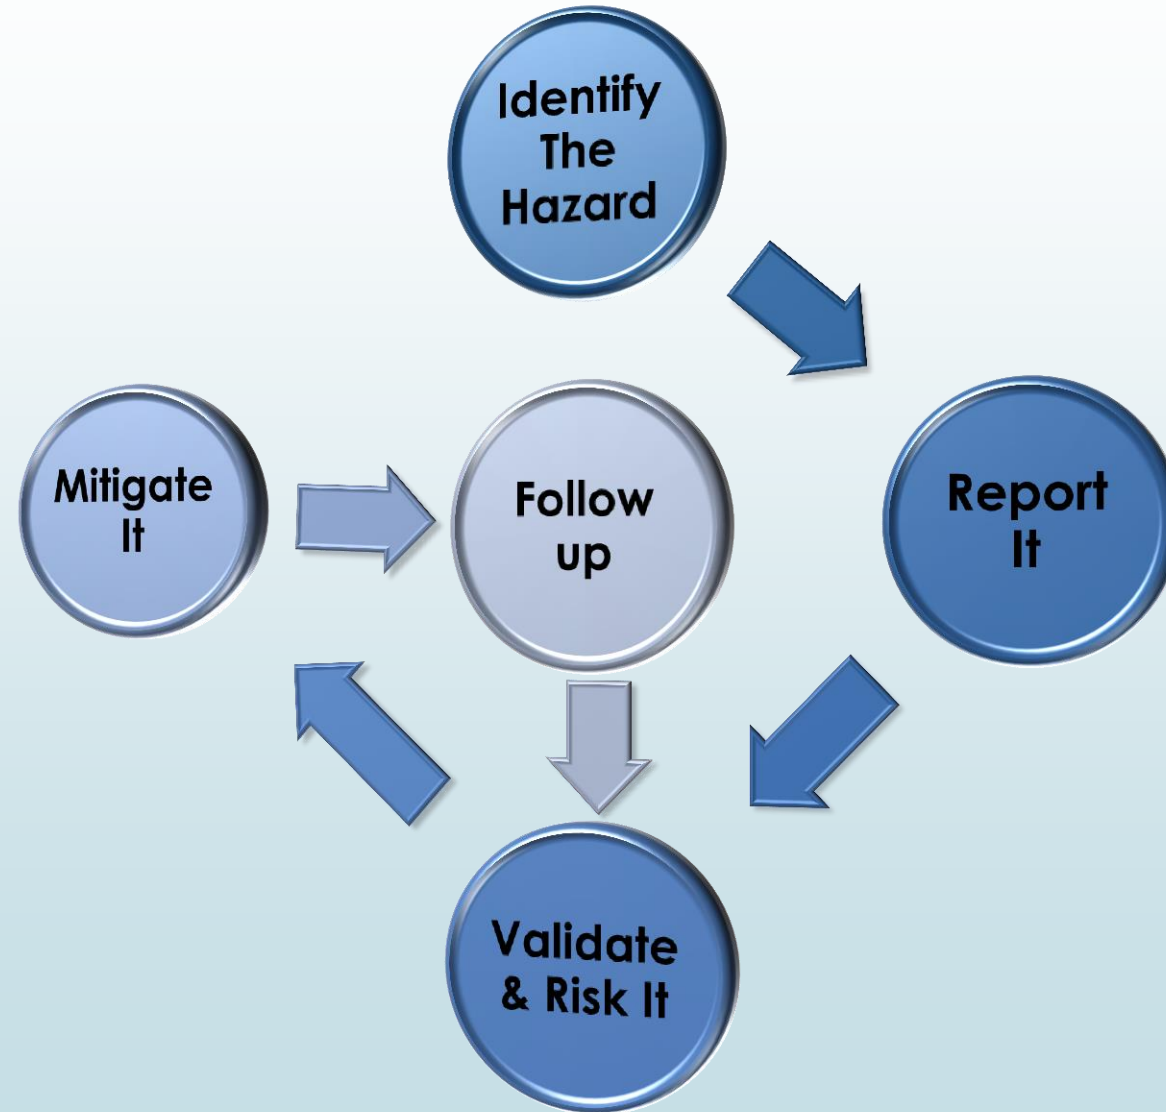 Identify
The
Hazard
Mitigate
It
Follow
up
Report
It
Validate
& Risk It